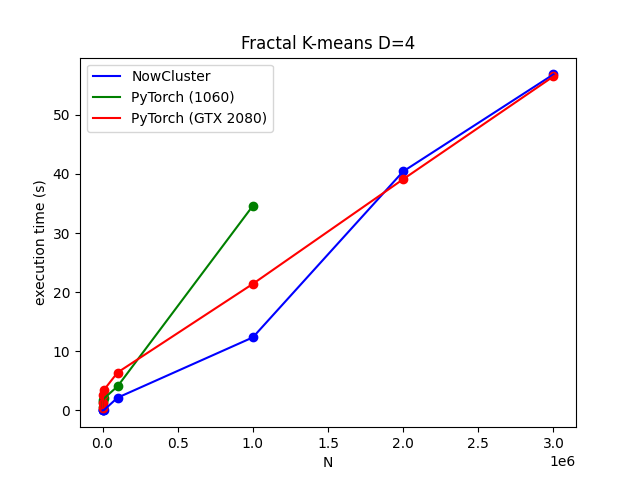 Fractal K-means D=4
NowCluster
PyTorch (1060)
PyTorch (GTX 2080)
execution time (s)
50
40
30
20
10
0
0.0 0.5 1.0 1.5 2.0 2.5 3.0
1e6
N